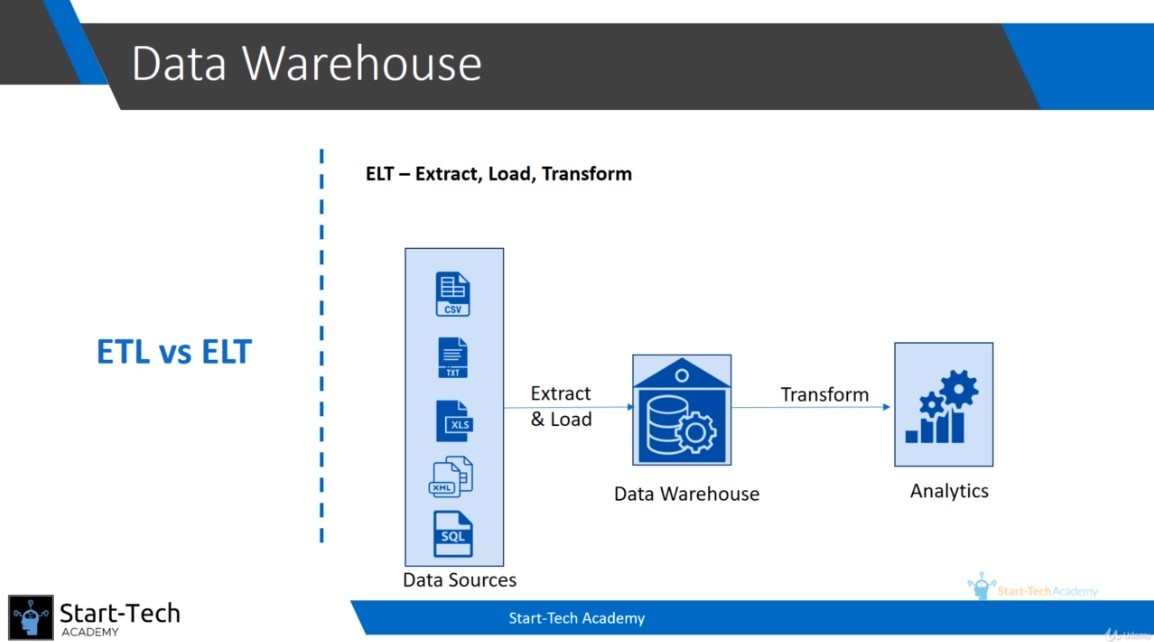 Data Warehouse
ELT – Extract, Load, Transform
ETL vs ELT
CSV
TXT
XLS
XML
SQL
Data Sources
Extract
& Load
Data Warehouse
Transform
Analytics
Start-Tech
ACADEMY
Start-Tech Academy
Start-Tech Academy
Udemy